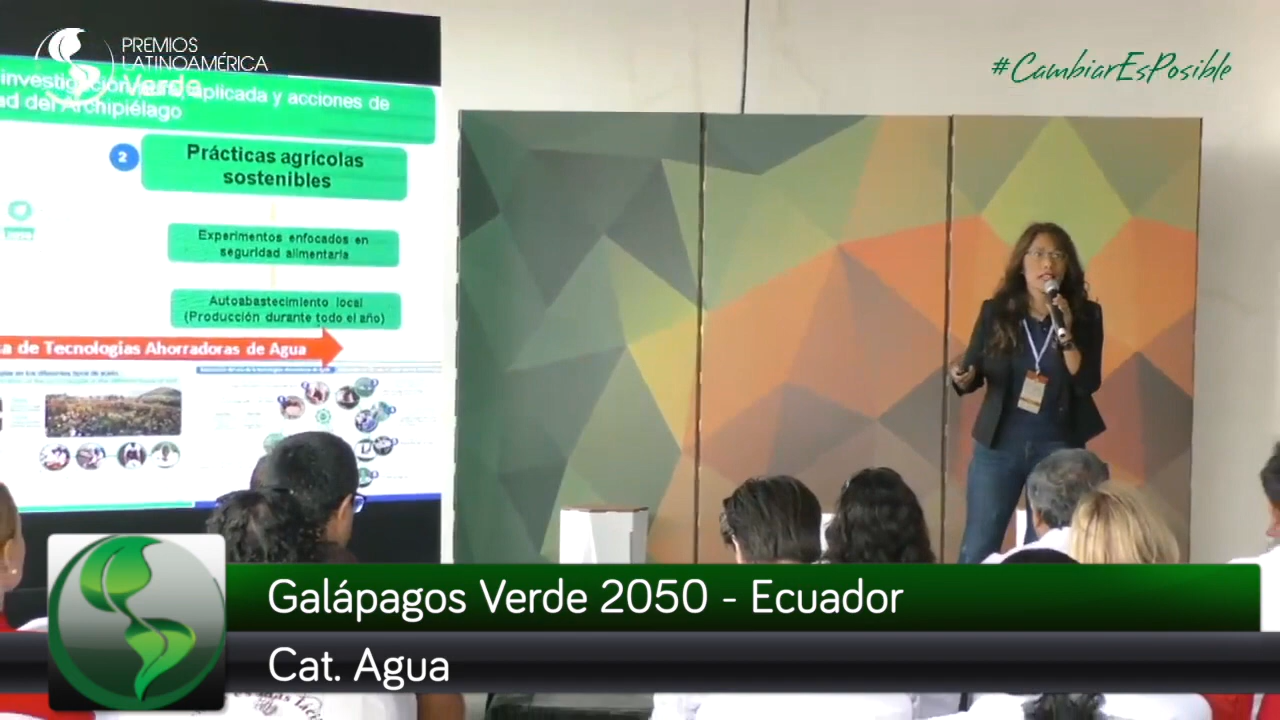 PREMIOS
LATINOAMÉRICA
Verde
#CambiarEsPosible
aplicada y acciones de
del Archipiélago
2
Prácticas agrícolas
sostenibles
Experimentos enfocados en
seguridad alimentaria
Autoabastecimiento local
(Producción durante todo el año)
de Tecnologías Ahorradoras de Agua
Galápagos Verde 2050 - Ecuador
Cat. Agua